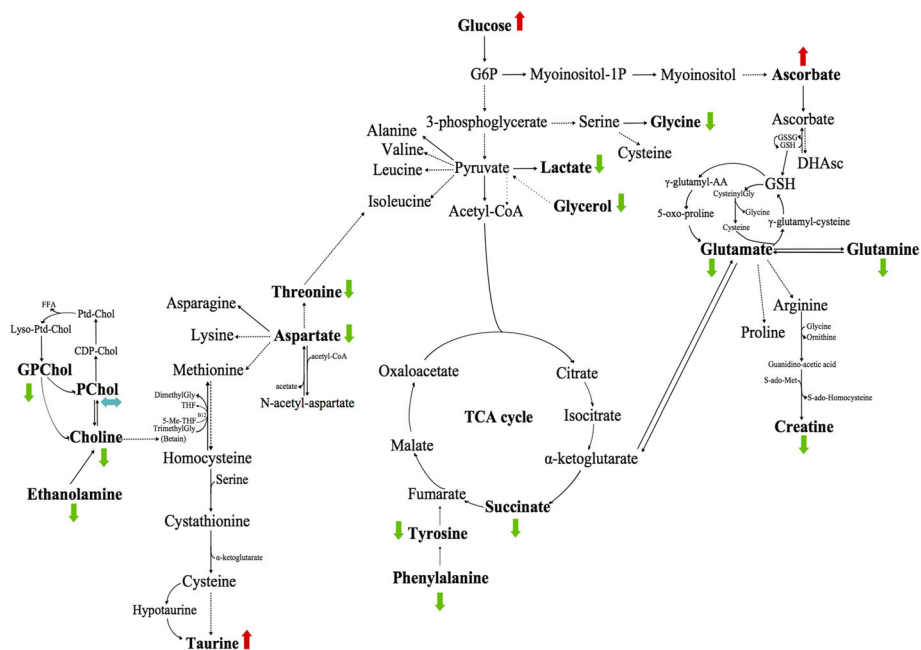 Glucose
G6P
Myoinositol-1P
Myoinositol
Ascorbate
3-phosphoglycerate
Serine
Glycine
Cysteine
Ascorbate
GSSG
GSH
DHAsc
Alanine
Valine
Leucine
Isoleucine
Pyruvate
Lactate
Acetyl-CoA
Glycerol
γ-glutamyl-AA
GSH
CysteinylGly
Glycine
5-oxo-proline
γ-glutamyl-cysteine
Cysteine
Glutamate
Glutamine
Threonine
Asparagine
Aspartate
Lysine
Methionine
acetyl-CoA
acetate
N-acetyl-aspartate
Proline
Arginine
Glycine
Ornithine
Guanidino-acetic acid
S-ado-Met
S-ado-Homocysteine
Creatine
FFA
Ptd-Chol
Lyso-Ptd-Chol
CDP-Chol
GPChol
PChol
Choline
(Betain)
Ethanolamine
DimethylGly
THF
B12
5-Me-THF
TrimethylGly
Homocysteine
Serine
Cystathionine
α-ketoglutarate
Cysteine
Hypotaurine
Taurine
Oxaloacetate
Citrate
TCA cycle
Isocitrate
Malate
α-ketoglutarate
Fumarate
Succinate
Tyrosine
Phenylalanine